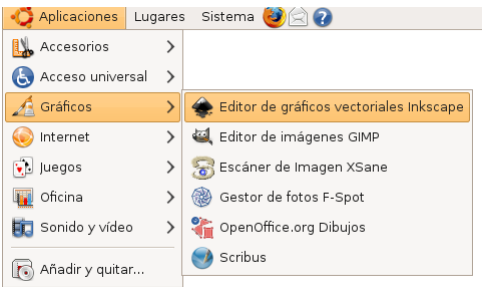 Aplicaciones Lugares Sistema
Accesorios
Acceso universal
Gráficos
Internet
Juegos
Oficina
Sonido y vídeo
Añadir y quitar...
Editor de gráficos vectoriales Inkscape
Editor de imágenes GIMP
Escáner de Imagen XSane
Gestor de fotos F-Spot
OpenOffice.org Dibujos
Scribus